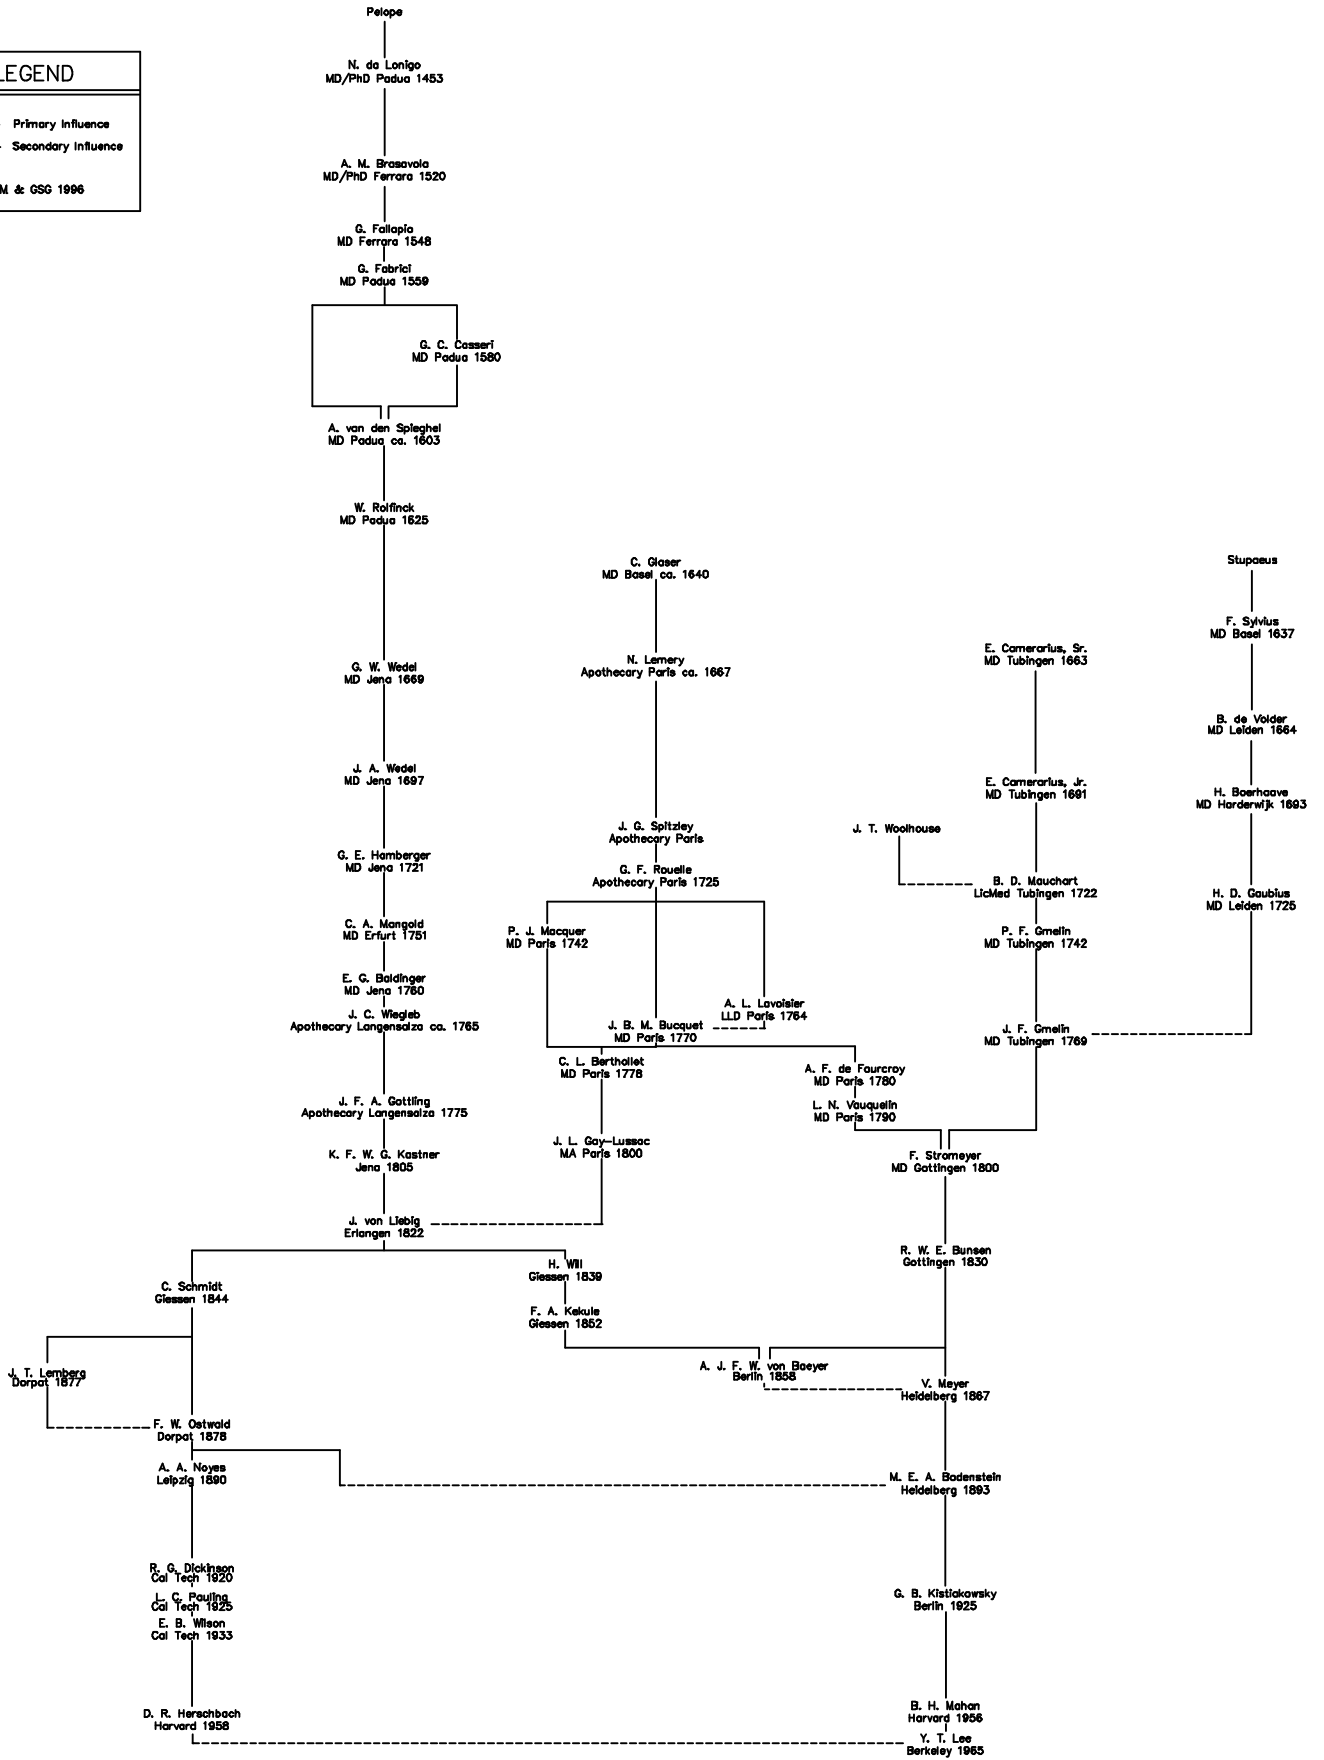 Pelope
LEGEND
Primary Influence
Secondary Influence
M & GSG 1996
N. da Lonigo
MD/PhD Padua 1453
A. M. Brasavola
MD/PhD Ferrara 1520
G. Fallapia
MD Ferrara 1548
G. Fabrici
MD Padua 1559
G. C. Casseri
MD Padua 1580
A. van den Spieghel
MD Padua ca. 1603
W. Rolfinck
MD Padua 1625
G. W. Wedel
MD Jena 1669
J. A. Wedel
MD Jena 1697
G. E. Hamberger
MD Jena 1721
C. A. Mangold
MD Erfurt 1751
E. G. Baldinger
MD Jena 1760
J. C. Wiegleb
Apothecary Langensalza ca. 1765
J. F. A. Gottling
Apothecary Langensalza 1775
K. F. W. G. Kastner
Jena 1805
J. von Liebig
Erlangen 1822
C. Glaser
MD Basel ca. 1640
N. Lemery
Apothecary Paris ca. 1667
J. G. Spitzley
Apothecary Paris
G. F. Rouelle
Apothecary Paris 1725
P. J. Macquer
MD Paris 1742
A. L. Lavoisier
LLD Paris 1764
J. B. M. Bucquet
MD Paris 1770
C. L. Berthollet
MD Paris 1778
J. L. Gay-Lussac
MA Paris 1800
A. F. de Fourcroy
MD Paris 1780
L. N. Vauquelin
MD Paris 1790
J. T. Woolhouse
E. Camerarius, Sr.
MD Tubingen 1663
E. Camerarius, Jr.
MD Tubingen 1691
B. D. Mauchart
LicMed Tubingen 1722
P. F. Gmelin
MD Tubingen 1742
J. F. Gmelin
MD Tubingen 1769
Stupaeus
F. Sylvius
MD Basel 1637
B. de Volder
MD Leiden 1664
H. Boerhaave
MD Harderwijk 1693
H. D. Gaubius
MD Leiden 1725
F. Stromeyer
MD Gottingen 1800
R. W. E. Bunsen
Gottingen 1830
C. Schmidt
Giessen 1844
H. Will
Giessen 1839
F. A. Kekule
Giessen 1852
A. J. F. W. von Baeyer
Berlin 1858
V. Meyer
Heidelberg 1867
J. T. Lemberg
Dorpat 1877
F. W. Ostwald
Dorpat 1878
A. A. Noyes
Leipzig 1890
M. E. A. Bodenstein
Heidelberg 1893
R. G. Dickinson
Cal Tech 1920
L. C. Pauling
Cal Tech 1925
E. B. Wilson
Cal Tech 1933
G. B. Kistiakowsky
Berlin 1925
D. R. Herschbach
Harvard 1958
B. H. Mahan
Harvard 1956
Y. T. Lee
Berkeley 1965